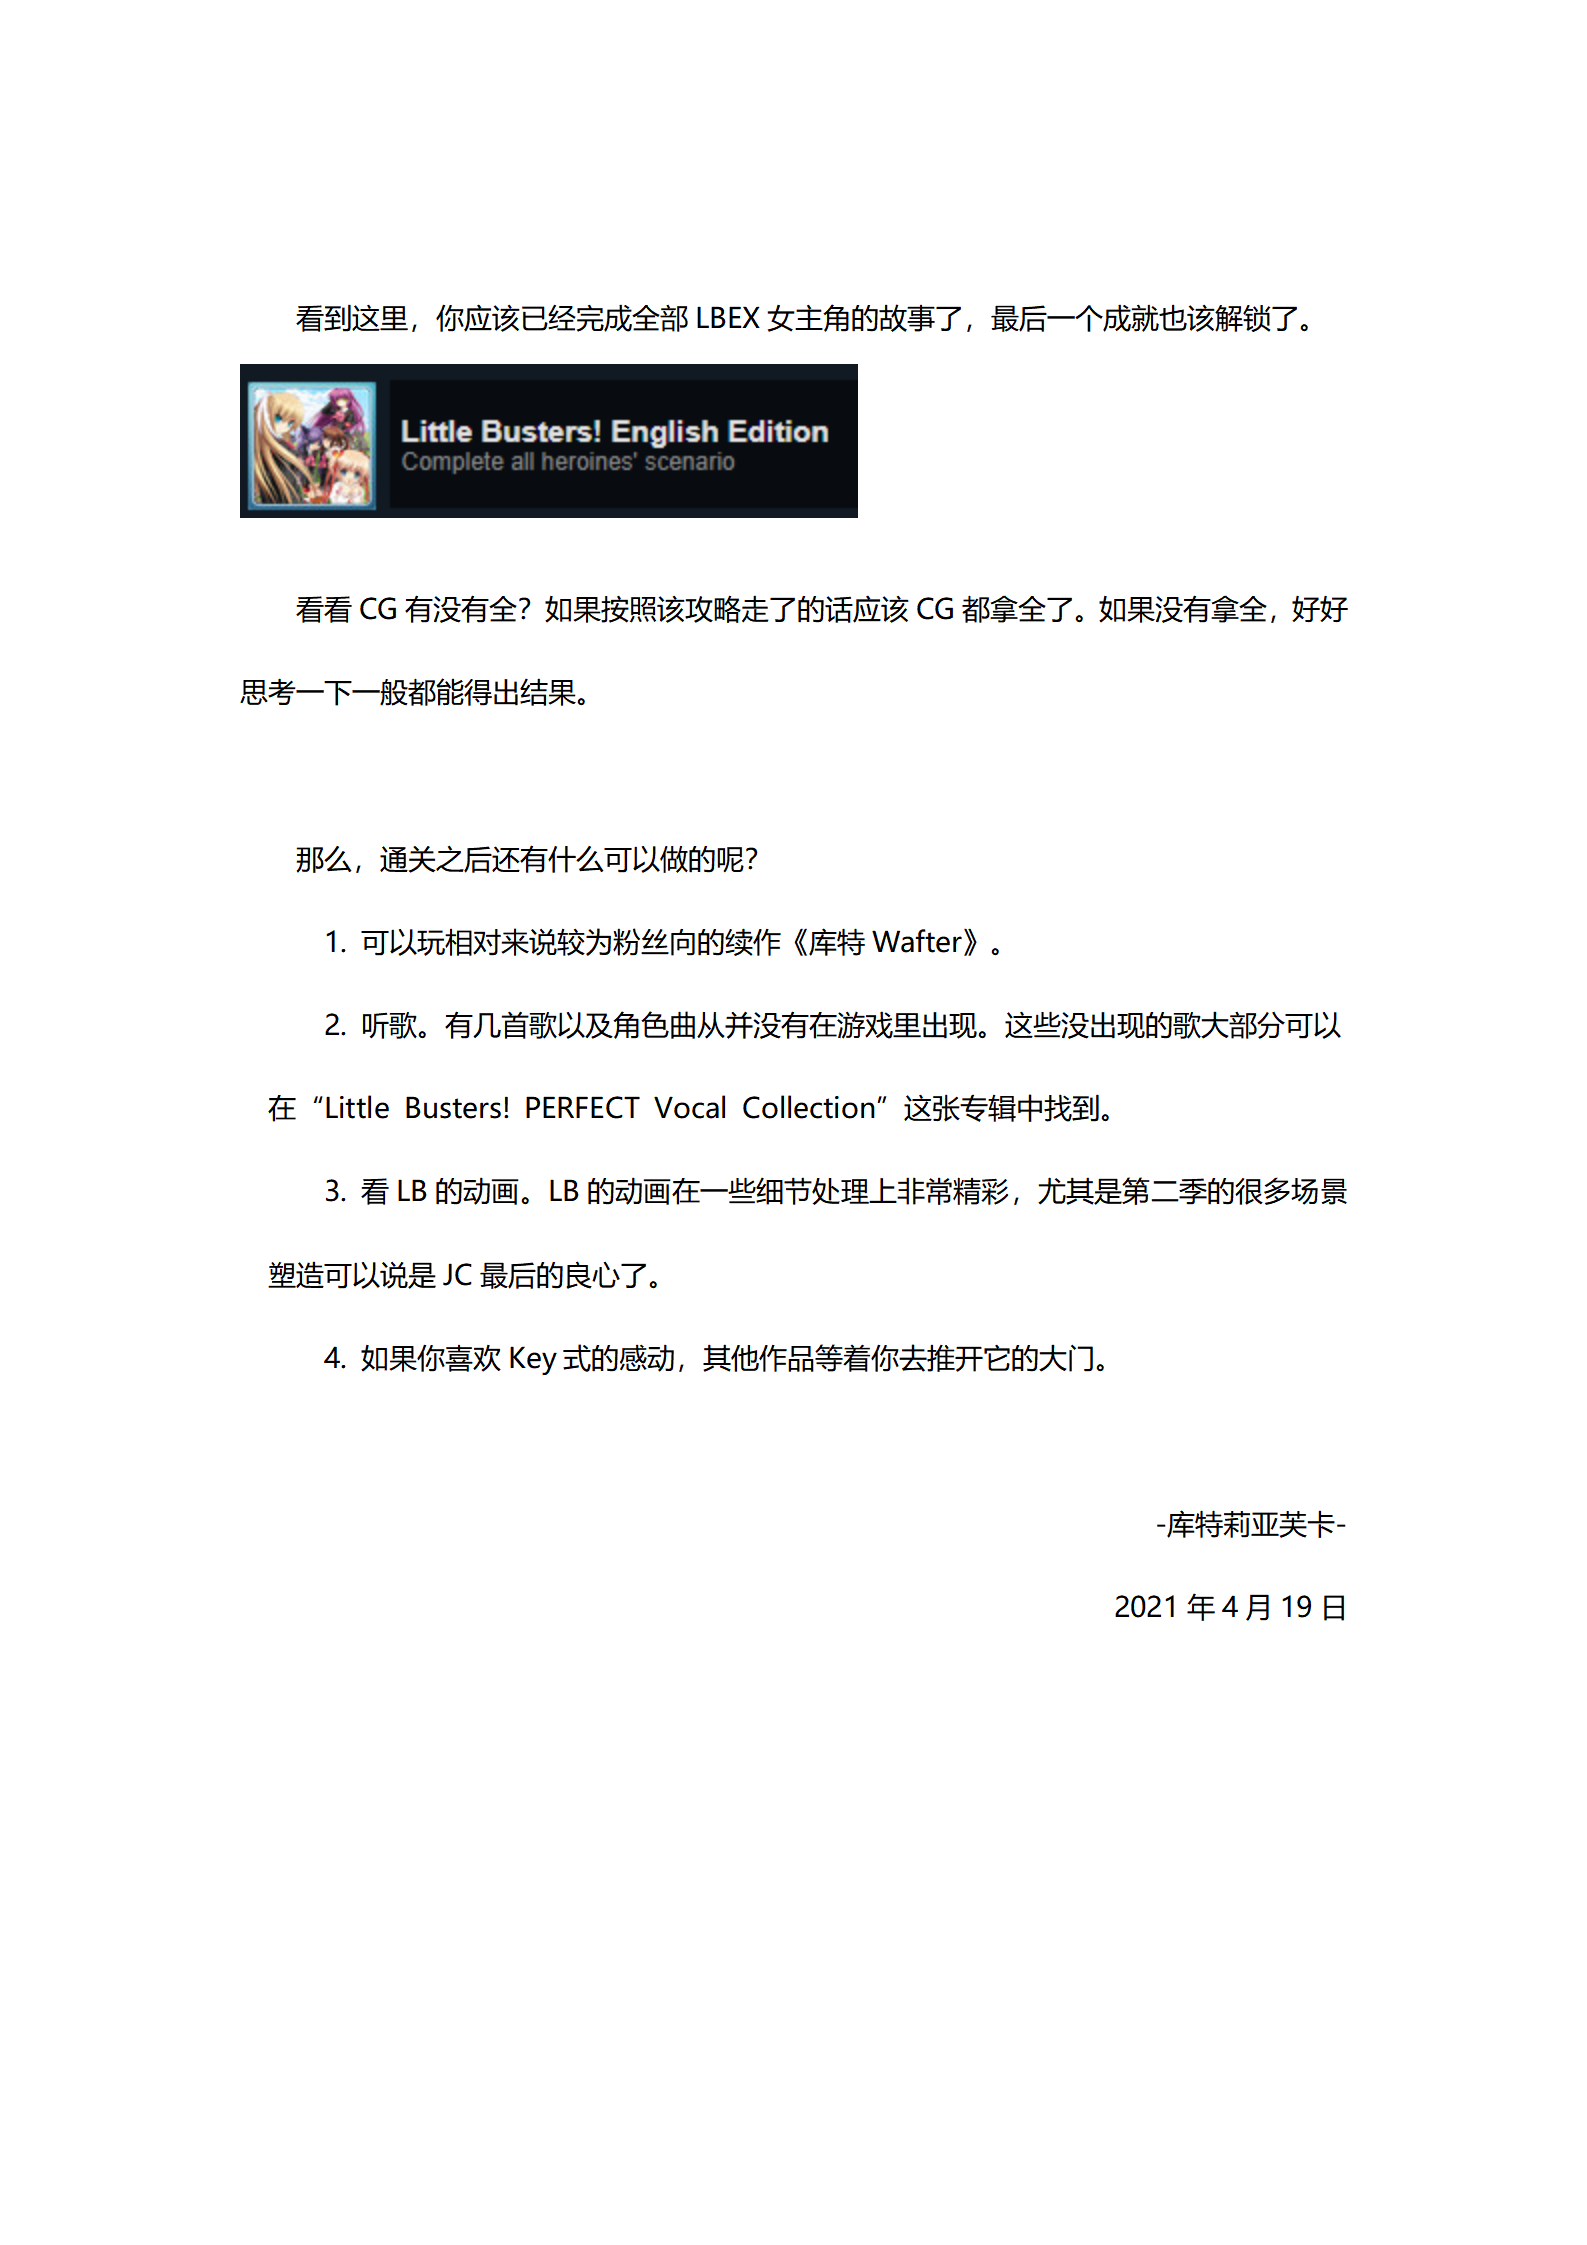 看到这里，你应该已经完成全部 LBEX 女主角的故事了，最后一个成就也该解锁了。
Little Busters! English Edition
Complete all heroines' scenario
看看 CG 有没有全？如果按照该攻略走了的话应该 CG 都拿全了。如果没有拿全，好好
思考一下一般都能得出结果。
那么，通关之后还有什么可以做的呢？
1. 可以玩相对来说较为粉丝向的续作《库特 Wafter》。
2. 听歌。有几首歌以及角色曲从并没有在游戏里出现。这些没出现的歌大部分可以
在“Little Busters! PERFECT Vocal Collection”这张专辑中找到。
3. 看 LB 的动画。LB 的动画在一些细节处理上非常精彩，尤其是第二季的很多场景
塑造可以说是 JC 最后的良心了。
4. 如果你喜欢 Key 式的感动，其他作品等着你去推开它的大门。
-库特莉亚芙卡-
2021 年 4 月 19 日